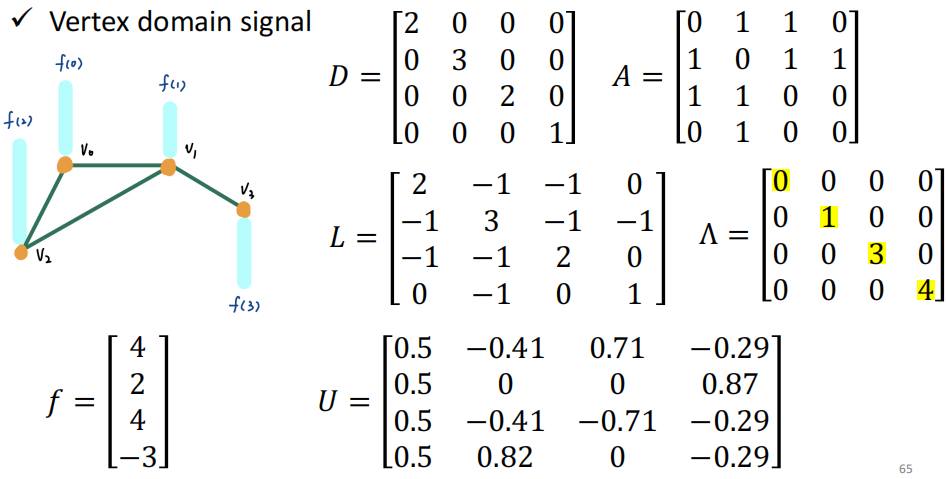 ✓ Vertex domain signal
f(0)
f(1)
f(2)
V₀
V₁
V₃
V₂
f(3)
D = [2 0 0 0
0 3 0 0
0 0 2 0
0 0 0 1]
A = [0 1 1 0
1 0 1 1
1 1 0 0
0 1 0 0]
L = [2 −1 −1 0
−1 3 −1 −1
−1 −1 2 0
0 −1 0 1]
Λ = [0 0 0 0
0 1 0 0
0 0 3 0
0 0 0 4]
f = [4
2
4
−3]
U = [0.5 −0.41 0.71 −0.29
0.5 0 0 0.87
0.5 −0.41 −0.71 −0.29
0.5 0.82 0 −0.29]
65